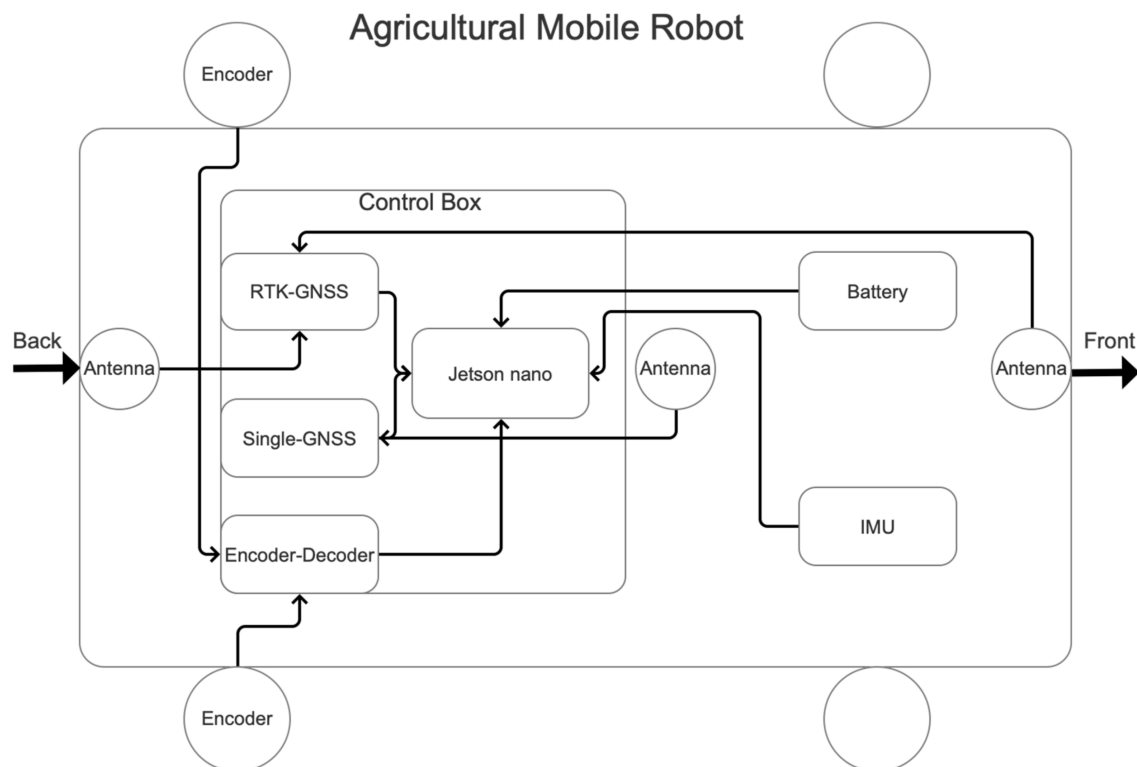 Agricultural Mobile Robot
Encoder
Control Box
RTK-GNSS
Battery
Back
Antenna
Jetson nano
Antenna
Antenna
Front
Single-GNSS
IMU
Encoder-Decoder
Encoder